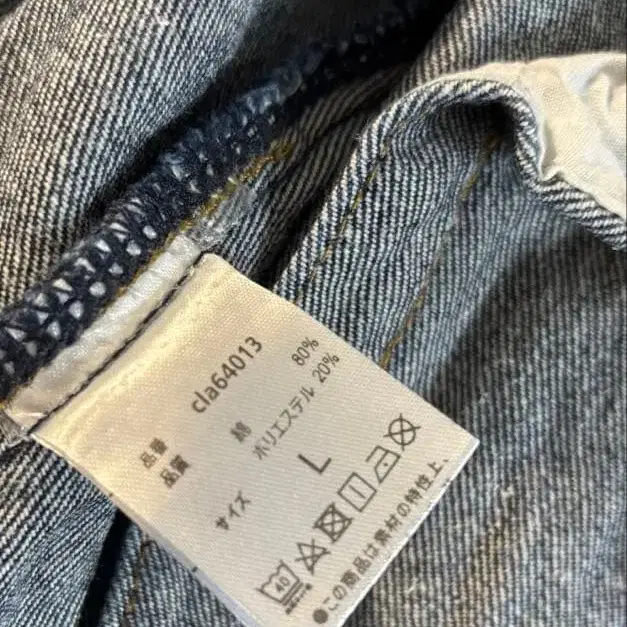 品番 cla64013
品質 綿 80%
ポリエステル 20%
サイズ L
40
●この商品は素材の特性上、